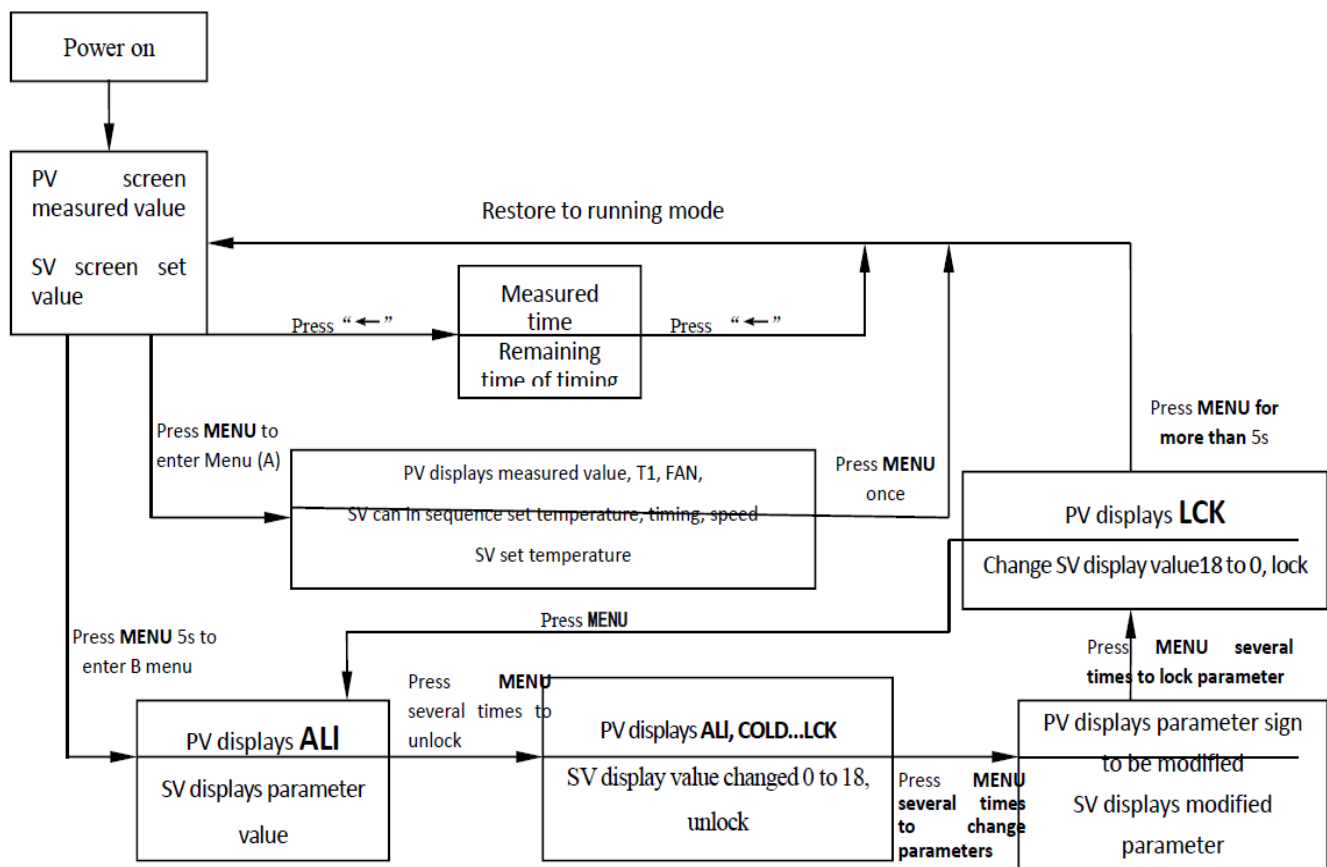 Power on
PV screen
measured value
SV screen set
value
Restore to running mode
Press “←”
Measured
time
Remaining
time of timing
Press “←”
Press MENU to
enter Menu (A)
PV displays measured value, T1, FAN,
SV can in sequence set temperature, timing, speed
SV set temperature
Press MENU
once
Press MENU for
more than 5s
PV displays LCK
Change SV display value18 to 0, lock
Press MENU
Press MENU 5s to
enter B menu
PV displays ALl
SV displays parameter
value
Press MENU
several times to
unlock
PV displays ALl, COLD...LCK
SV display value changed 0 to 18,
unlock
Press MENU
several times
to change
parameters
Press MENU several
times to lock parameter
PV displays parameter sign
to be modified
SV displays modified
parameter